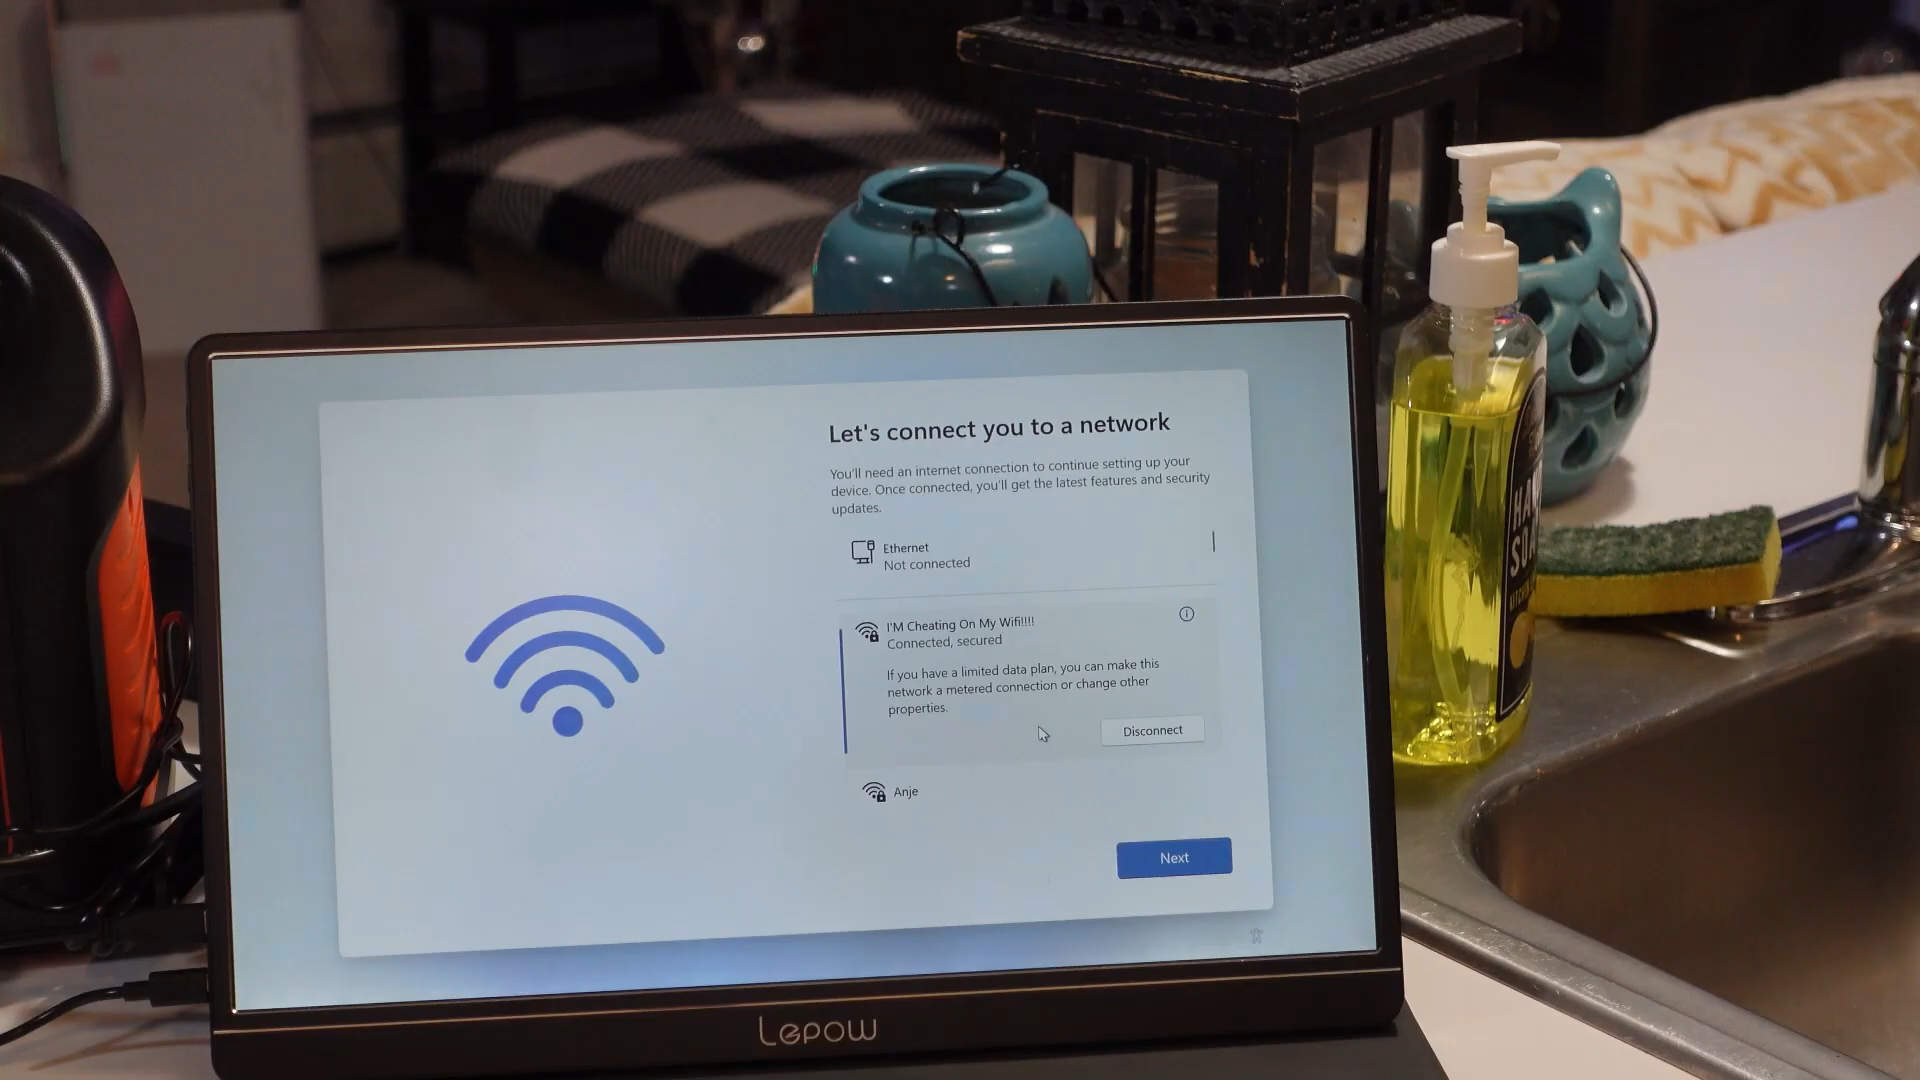 Let's connect you to a network
You'll need an internet connection to continue setting up your
device. Once connected, you'll get the latest features and security
updates.
Ethernet
Not connected
I'M Cheating On My Wifi!!!!
Connected, secured
If you have a limited data plan, you can make this
network a metered connection or change other
properties.
Disconnect
Anje
Next
Lepow